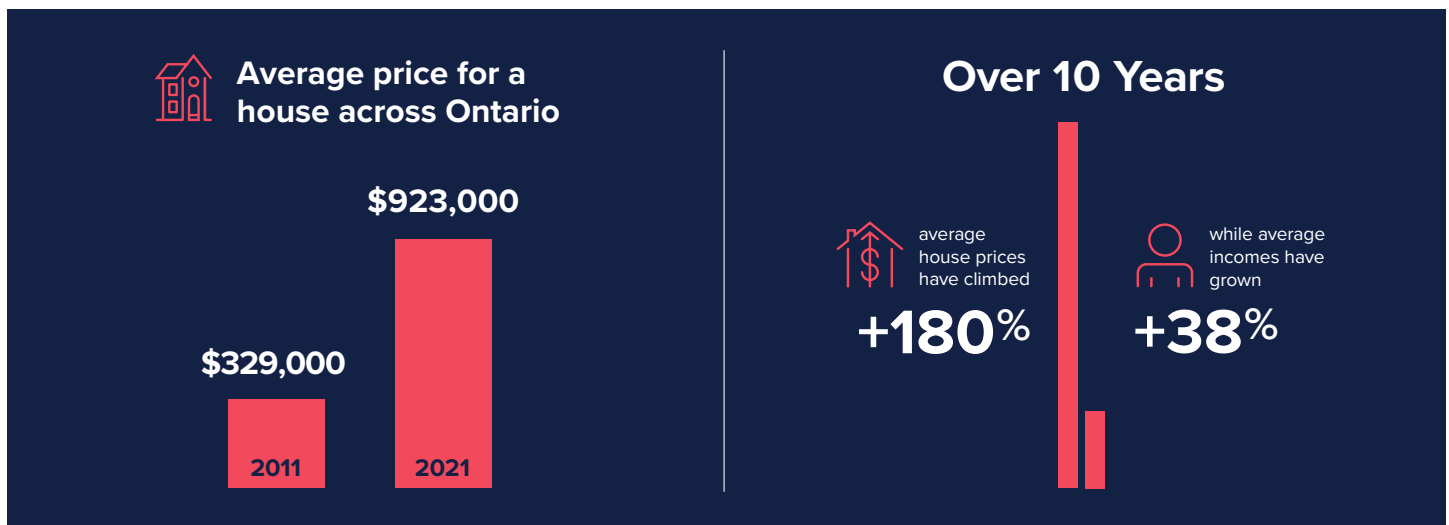 Average price for a
house across Ontario
$923,000
$329,000
2011
2021
Over 10 Years
average
house prices
have climbed
+180%
while average
incomes have
grown
+38%